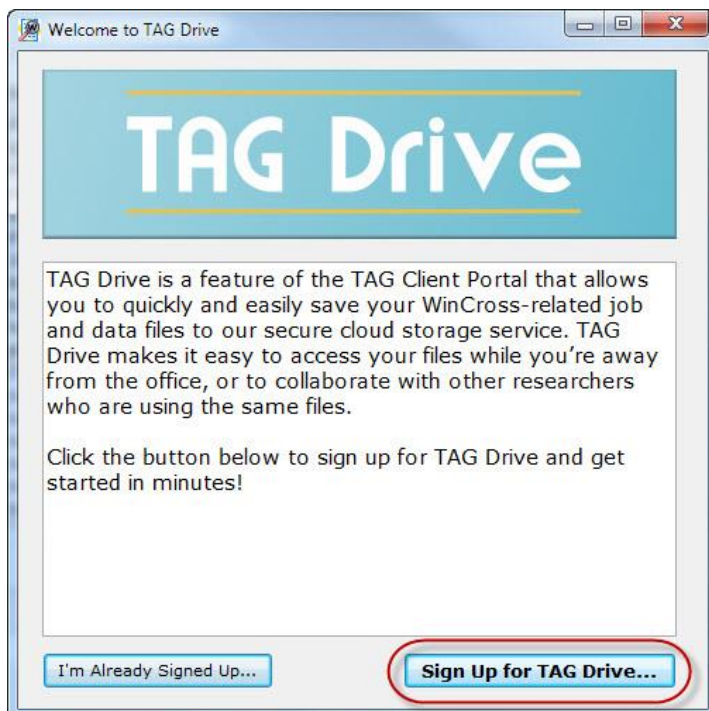 Welcome to TAG Drive
TAG Drive
TAG Drive is a feature of the TAG Client Portal that allows
you to quickly and easily save your WinCross-related job
and data files to our secure cloud storage service. TAG
Drive makes it easy to access your files while you’re away
from the office, or to collaborate with other researchers
who are using the same files.
Click the button below to sign up for TAG Drive and get
started in minutes!
I'm Already Signed Up...
Sign Up for TAG Drive...